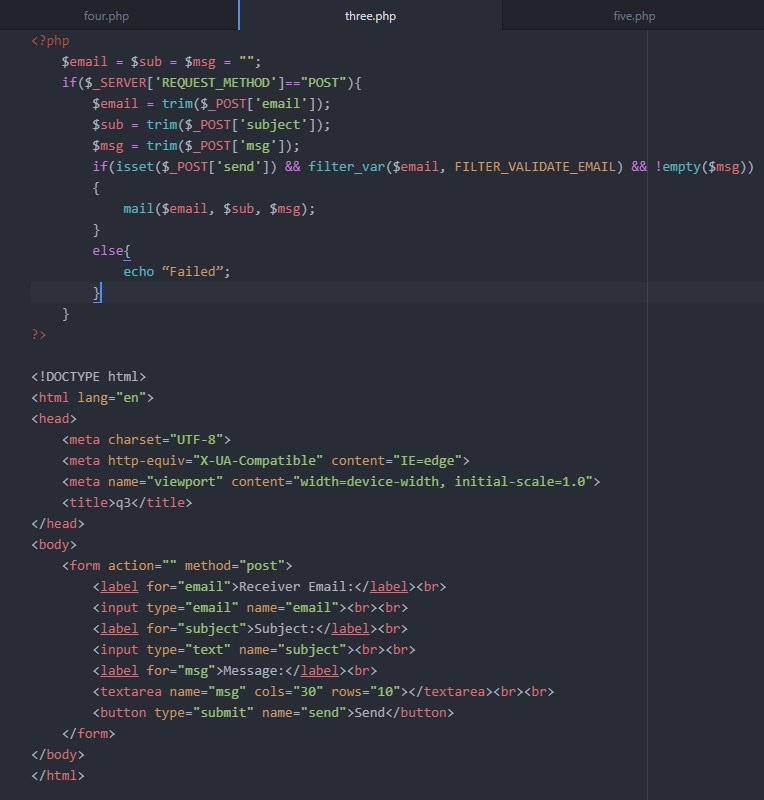 four.php three.php five.php
<?php
    $email = $sub = $msg = "";
    if($_SERVER['REQUEST_METHOD']=="POST"){
        $email = trim($_POST['email']);
        $sub = trim($_POST['subject']);
        $msg = trim($_POST['msg']);
        if(isset($_POST['send']) && filter_var($email, FILTER_VALIDATE_EMAIL) && !empty($msg))
        {
            mail($email, $sub, $msg);
        }
        else{
            echo “Failed”;
        }
    }
?>

<!DOCTYPE html>
<html lang="en">
<head>
    <meta charset="UTF-8">
    <meta http-equiv="X-UA-Compatible" content="IE=edge">
    <meta name="viewport" content="width=device-width, initial-scale=1.0">
    <title>q3</title>
</head>
<body>
    <form action="" method="post">
        <label for="email">Receiver Email:</label><br>
        <input type="email" name="email"><br><br>
        <label for="subject">Subject:</label><br>
        <input type="text" name="subject"><br><br>
        <label for="msg">Message:</label><br>
        <textarea name="msg" cols="30" rows="10"></textarea><br><br>
        <button type="submit" name="send">Send</button>
    </form>
</body>
</html>